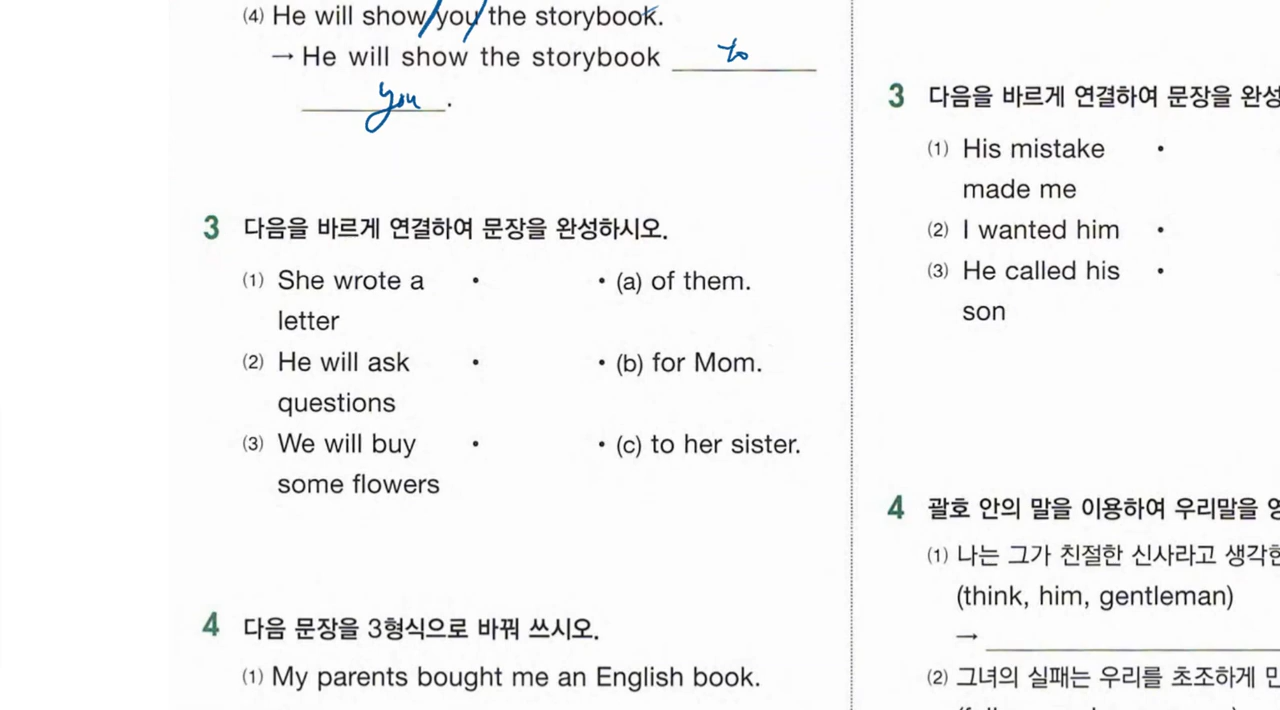 (4) He will show/you/the storybook.
→ He will show the storybook to
you.
3 다음을 바르게 연결하여 문장을 완성하시오.
(1) She wrote a • • (a) of them.
letter
(2) He will ask • • (b) for Mom.
questions
(3) We will buy • • (c) to her sister.
some flowers
4 다음 문장을 3형식으로 바꿔 쓰시오.
(1) My parents bought me an English book.
3 다음을 바르게 연결하여 문장을 완성
(1) His mistake •
made me
(2) I wanted him •
(3) He called his •
son
4 괄호 안의 말을 이용하여 우리말을
(1) 나는 그가 친절한 신사라고
(think, him, gentleman)
→
(2) 그녀의 실패는 우리를 초조하게